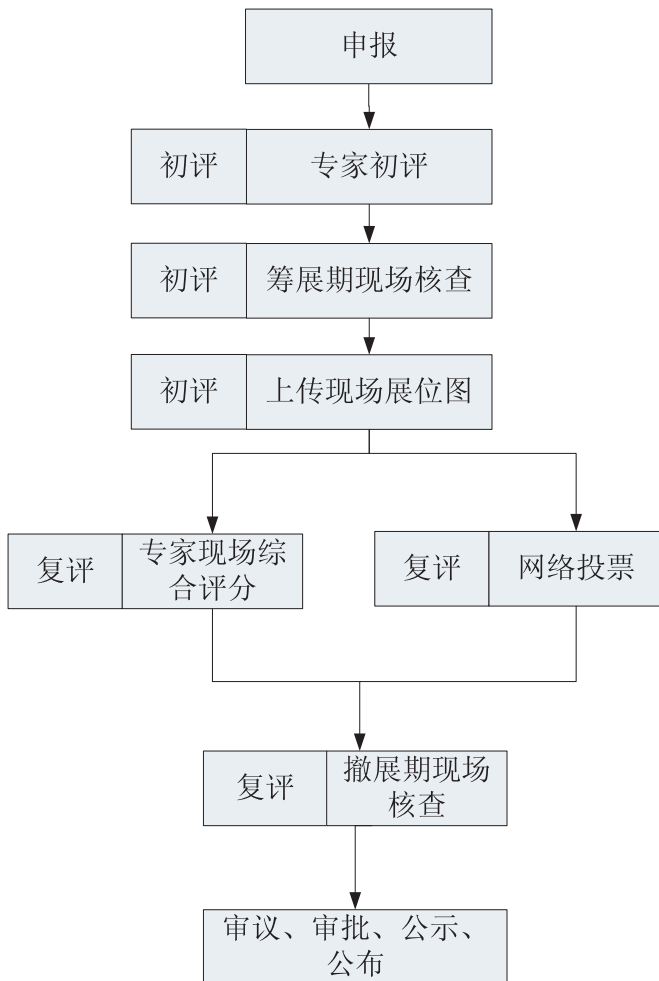 申报
初评 专家初评
初评 筹展期现场核查
初评 上传现场展位图
复评 专家现场综
合评分
复评 网络投票
复评 撤展期现场
核查
审议、审批、公示、
公布